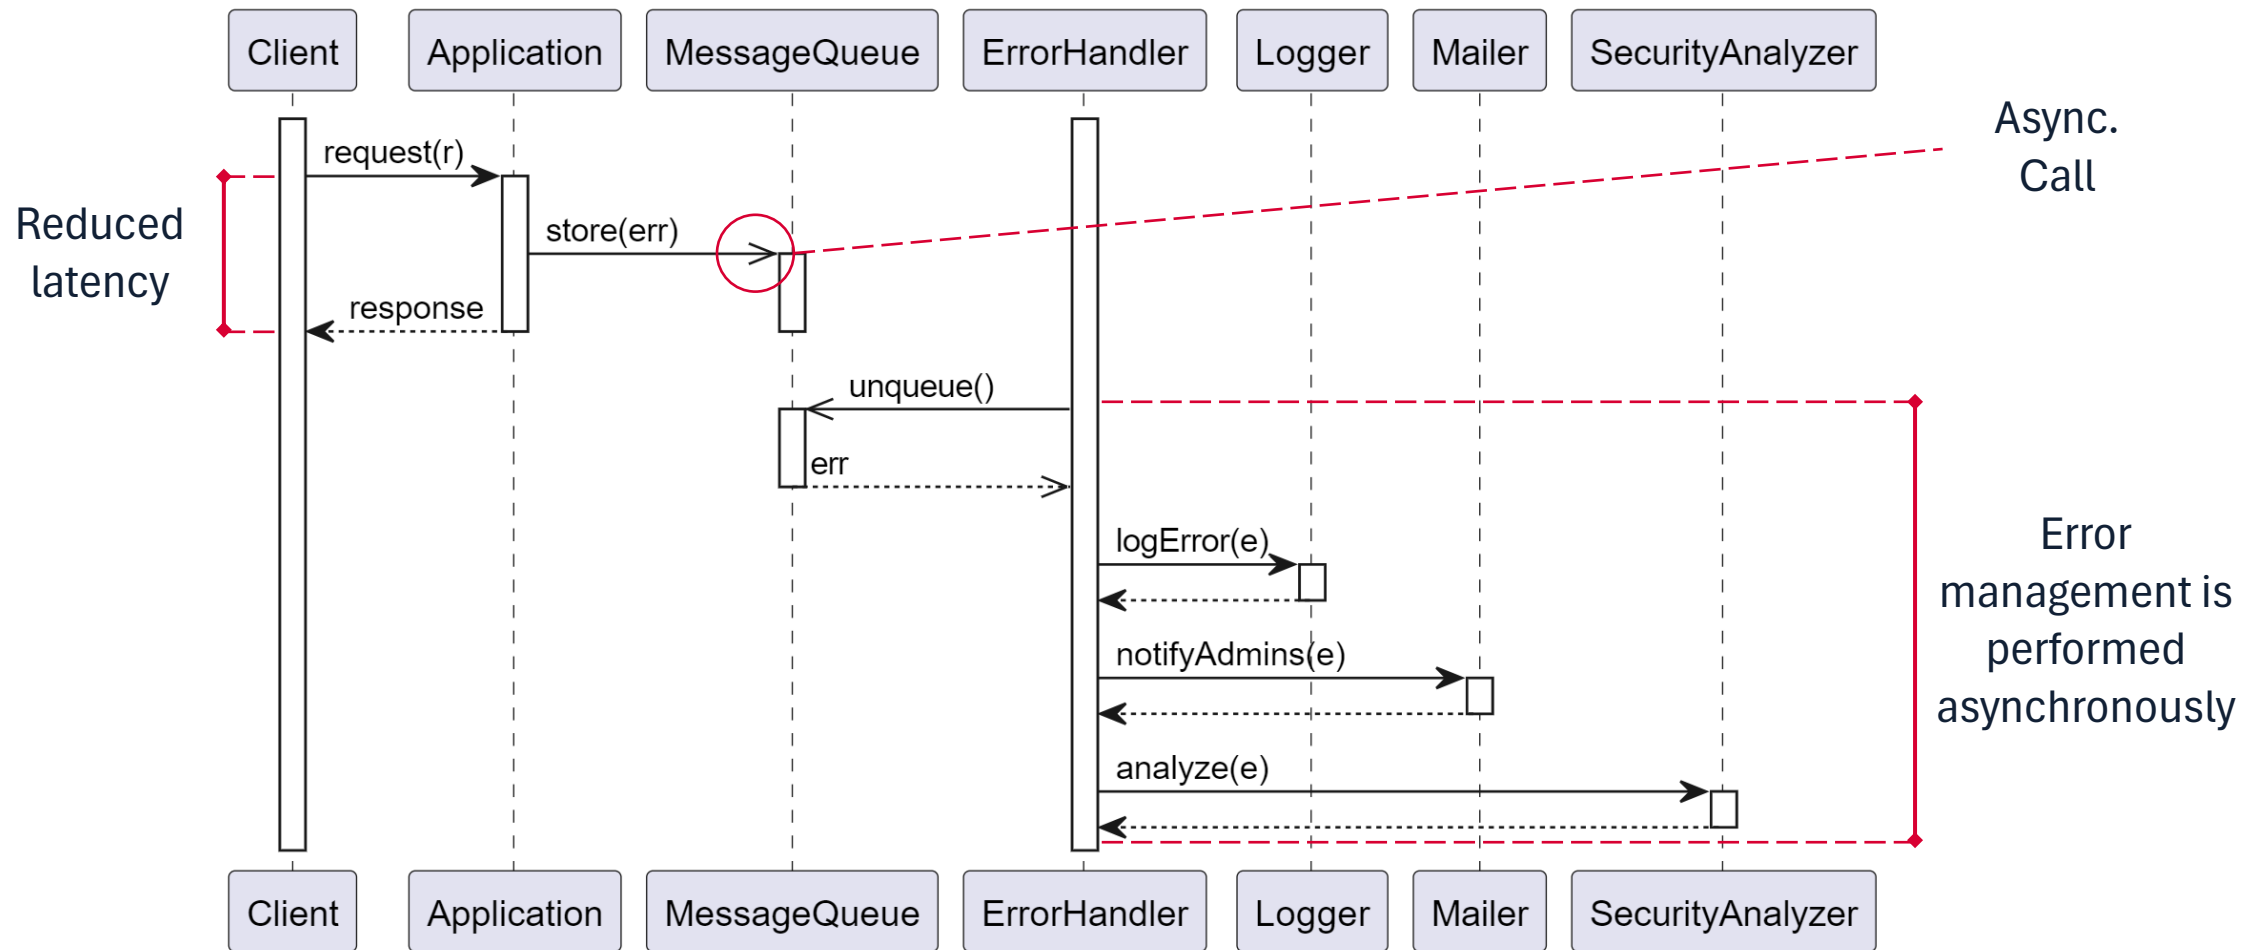 Client
Application
MessageQueue
ErrorHandler
Logger
Mailer
SecurityAnalyzer
Async.
Call
request(r)
Reduced
latency
store(err)
response
unqueue()
err
logError(e)
Error
management is
performed
asynchronously
notifyAdmins(e)
analyze(e)
Client
Application
MessageQueue
ErrorHandler
Logger
Mailer
SecurityAnalyzer